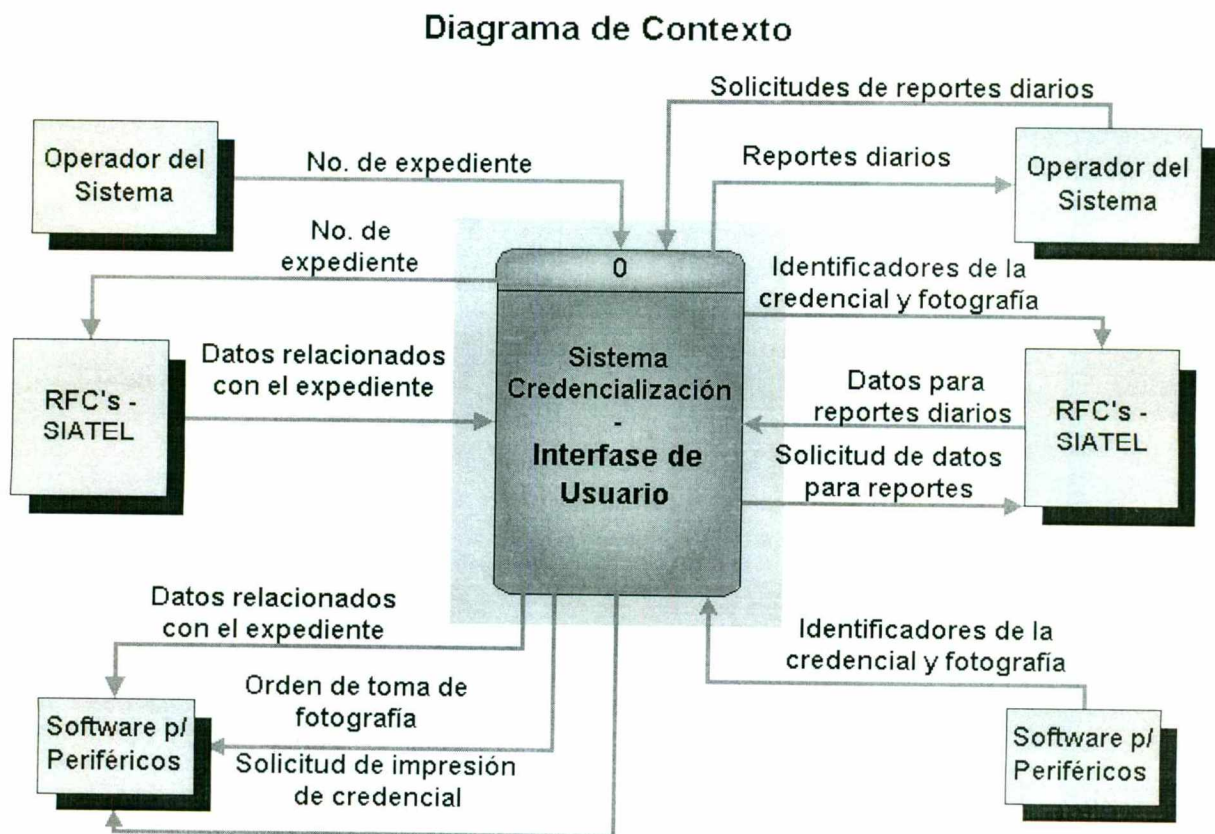 Diagrama de Contexto
Solicitudes de reportes diarios
Operador del
Sistema
No. de expediente
Reportes diarios
Operador del
Sistema
No. de
expediente
0
Identificadores de la
credencial y fotografía
RFC's -
SIATEL
Datos relacionados
con el expediente
Sistema
Credencialización
-
Interfase de
Usuario
Datos para
reportes diarios
RFC's -
SIATEL
Solicitud de datos
para reportes
Datos relacionados
con el expediente
Identificadores de la
credencial y fotografía
Orden de toma de
fotografía
Software p/
Periféricos
Solicitud de impresión
de credencial
Software p/
Periféricos